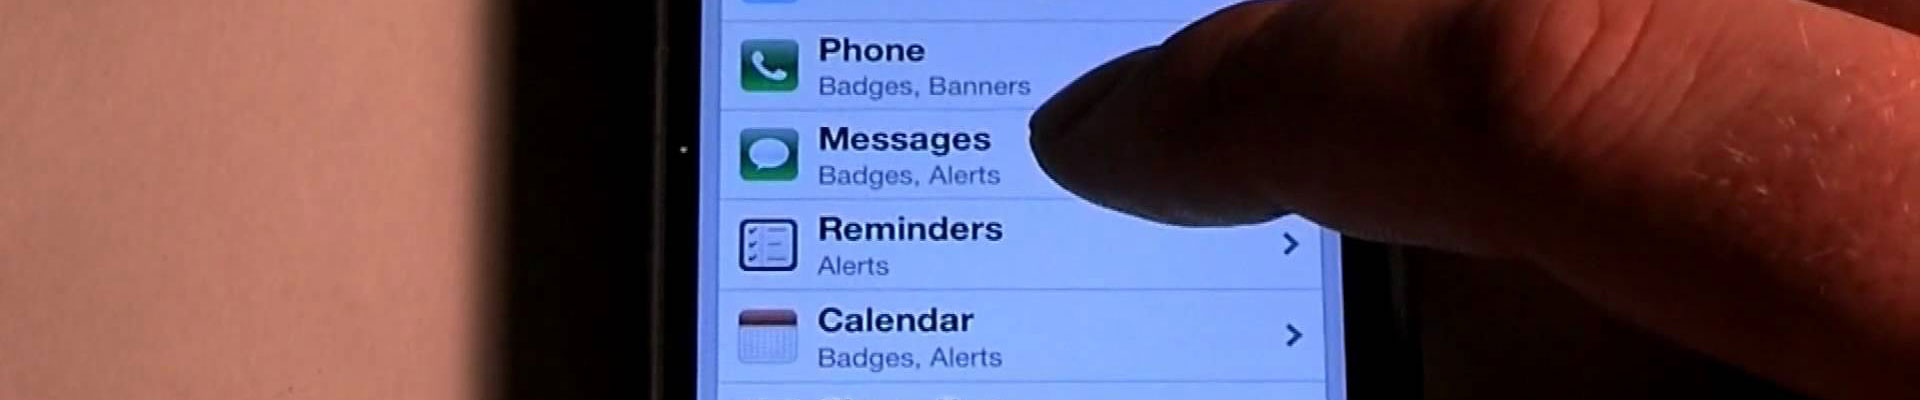 Phone
Badges, Banners
Messages
Badges, Alerts
Reminders
Alerts
Calendar
Badges, Alerts